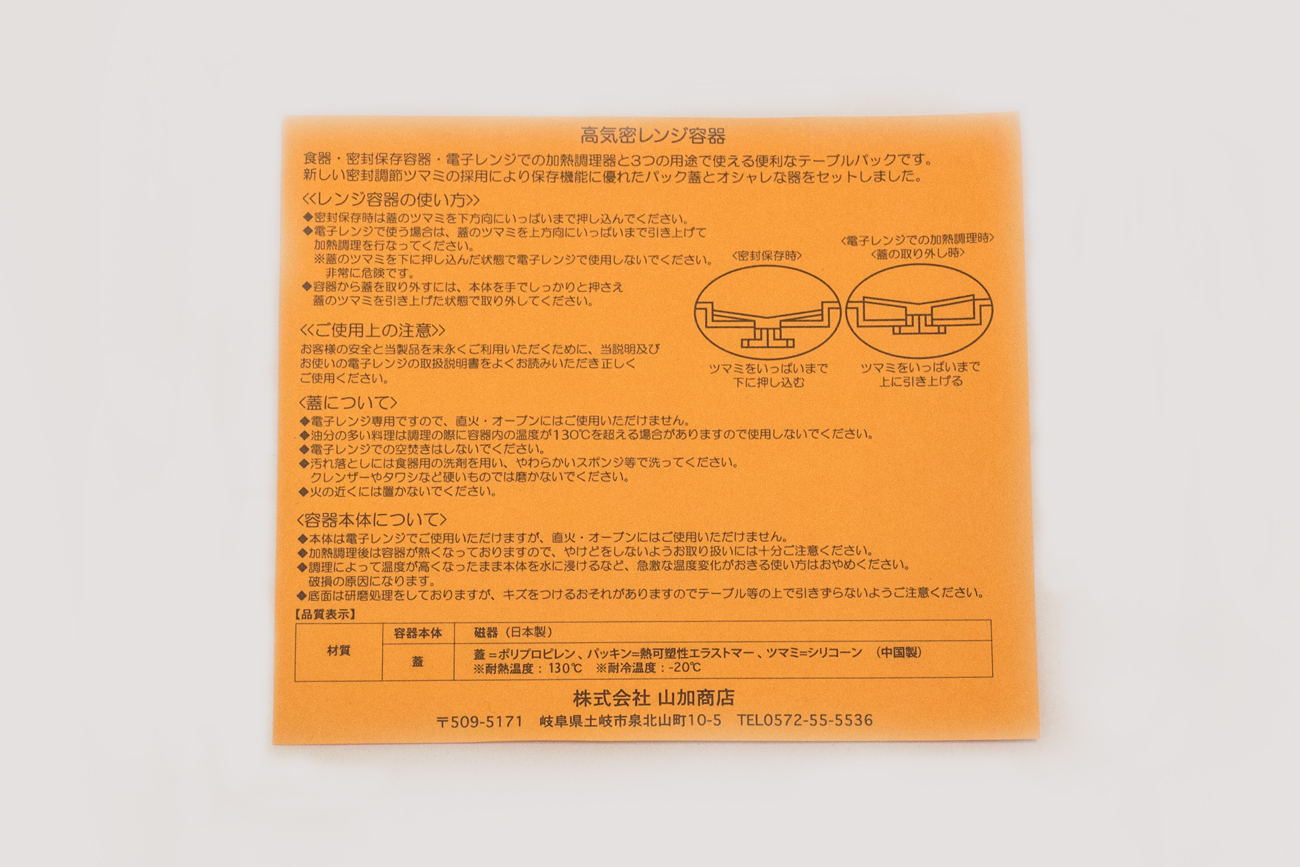 高気密レンジ容器
食器・密封保存容器・電子レンジでの加熱調理器と3つの用途で使える便利なテーブルパックです。
新しい密封調節ツマミの採用により保存機能に優れたパック蓋とオシャレな器をセットしました。
≪レンジ容器の使い方≫
◆密封保存時は蓋のツマミを下方向にいっぱいまで押し込んでください。
◆電子レンジで使う場合は、蓋のツマミを上方向にいっぱいまで引き上げて
加熱調理を行なってください。
※蓋のツマミを下に押し込んだ状態で電子レンジで使用しないでください。
非常に危険です。
◆容器から蓋を取り外すには、本体を手でしっかりと押さえ
蓋のツマミを引き上げた状態で取り外してください。
〈密封保存時〉
〈電子レンジでの加熱調理時〉
〈蓋の取り外し時〉
ツマミをいっぱいまで
下に押し込む
ツマミをいっぱいまで
上に引き上げる
≪ご使用上の注意≫
お客様の安全と当製品を末永くご利用いただくために、当説明及び
お使いの電子レンジの取扱説明書をよくお読みいただき正しく
ご使用ください。
〈蓋について〉
◆電子レンジ専用ですので、直火・オーブンにはご使用いただけません。
◆油分の多い料理は調理の際に容器内の温度が130℃を超える場合がありますので使用しないでください。
◆電子レンジでの空焚きはしないでください。
◆汚れ落としには食器用の洗剤を用い、やわらかいスポンジ等で洗ってください。
クレンザーやタワシなど硬いものでは磨かないでください。
◆火の近くには置かないでください。
〈容器本体について〉
◆本体は電子レンジでご使用いただけますが、直火・オーブンにはご使用いただけません。
◆加熱調理後は容器が熱くなっておりますので、やけどをしないようお取り扱いには十分ご注意ください。
◆調理によって温度が高くなったまま本体を水に浸けるなど、急激な温度変化がおきる使い方はおやめください。
破損の原因になります。
◆底面は研磨処理をしておりますが、キズをつけるおそれがありますのでテーブル等の上で引きずらないようご注意ください。
【品質表示】
材質
容器本体 磁器（日本製）
蓋 蓋=ポリプロピレン、パッキン=熱可塑性エラストマー、ツマミ=シリコーン （中国製）
※耐熱温度：130℃ ※耐冷温度：-20℃
株式会社 山加商店
〒509-5171 岐阜県土岐市泉北山町10-5 TEL0572-55-5536